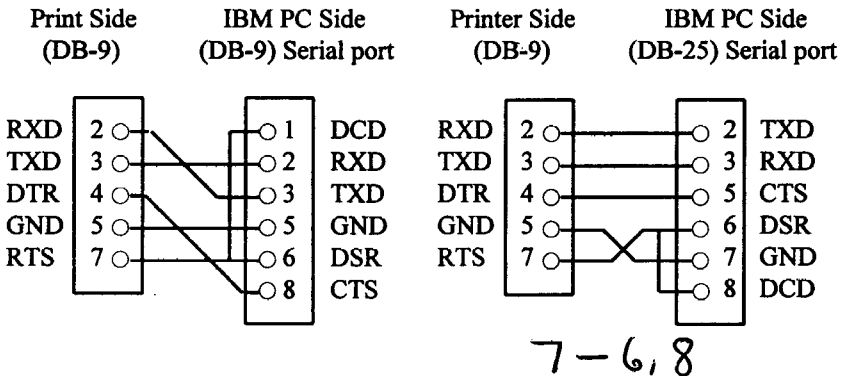 Print Side IBM PC Side Printer Side IBM PC Side
(DB-9) (DB-9) Serial port (DB-9) (DB-25) Serial port
RXD 2 1 DCD RXD 2 2 TXD
TXD 3 2 RXD TXD 3 3 RXD
DTR 4 3 TXD DTR 4 5 CTS
GND 5 5 GND GND 5 6 DSR
RTS 7 6 DSR RTS 7 7 GND
8 CTS 8 DCD
7-6,8